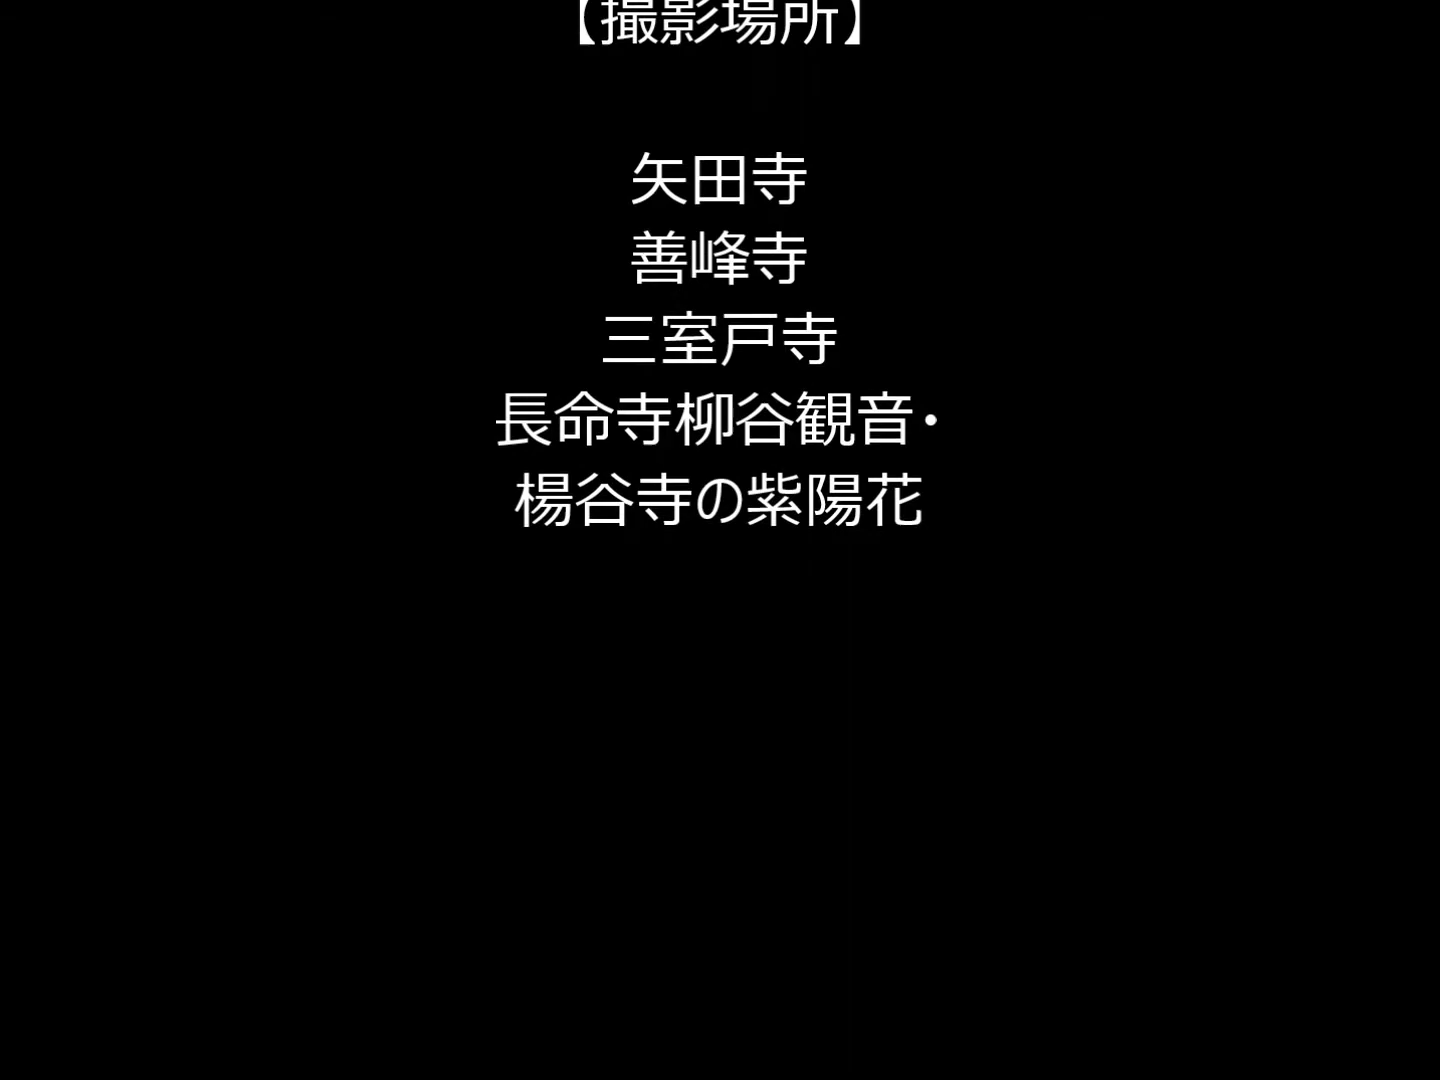 【撮影場所】
矢田寺
善峰寺
三室戸寺
長命寺柳谷観音・
楊谷寺の紫陽花